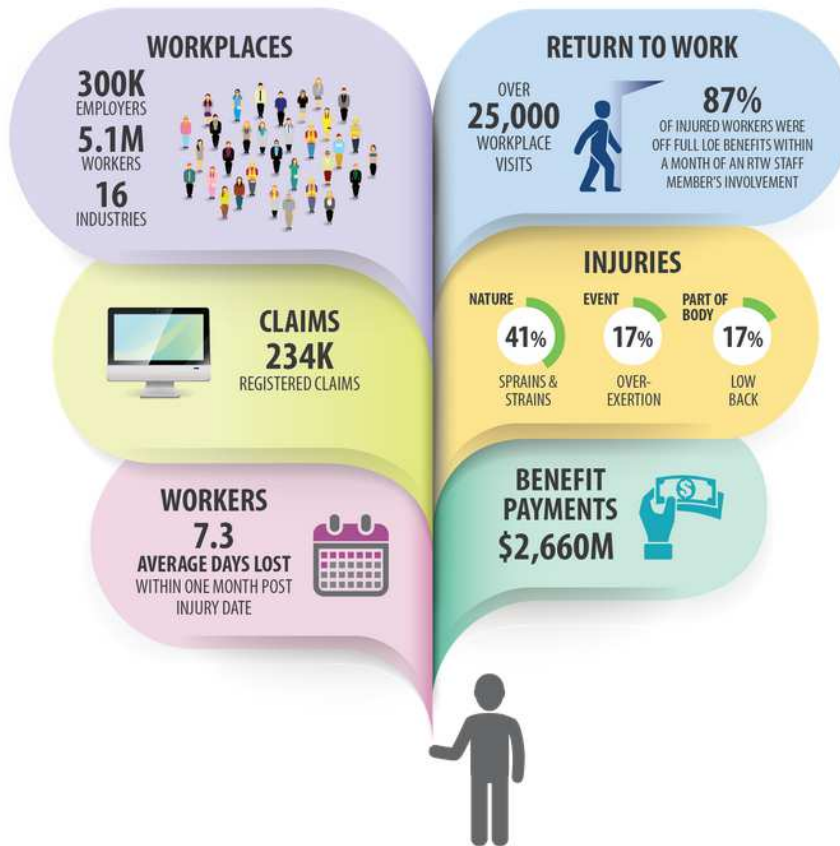 WORKPLACES
300K
EMPLOYERS
5.1M
WORKERS
16
INDUSTRIES
RETURN TO WORK
OVER
25,000
WORKPLACE
VISITS
87%
OF INJURED WORKERS WERE
OFF FULL LOE BENEFITS WITHIN
A MONTH OF AN RTW STAFF
MEMBER'S INVOLVEMENT
CLAIMS
234K
REGISTERED CLAIMS
INJURIES
NATURE
41%
SPRAINS &
STRAINS
EVENT
17%
OVER-
EXERTION
PART OF
BODY
17%
LOW
BACK
WORKERS
7.3
AVERAGE DAYS LOST
WITHIN ONE MONTH POST
INJURY DATE
BENEFIT
PAYMENTS
$2,660M
$